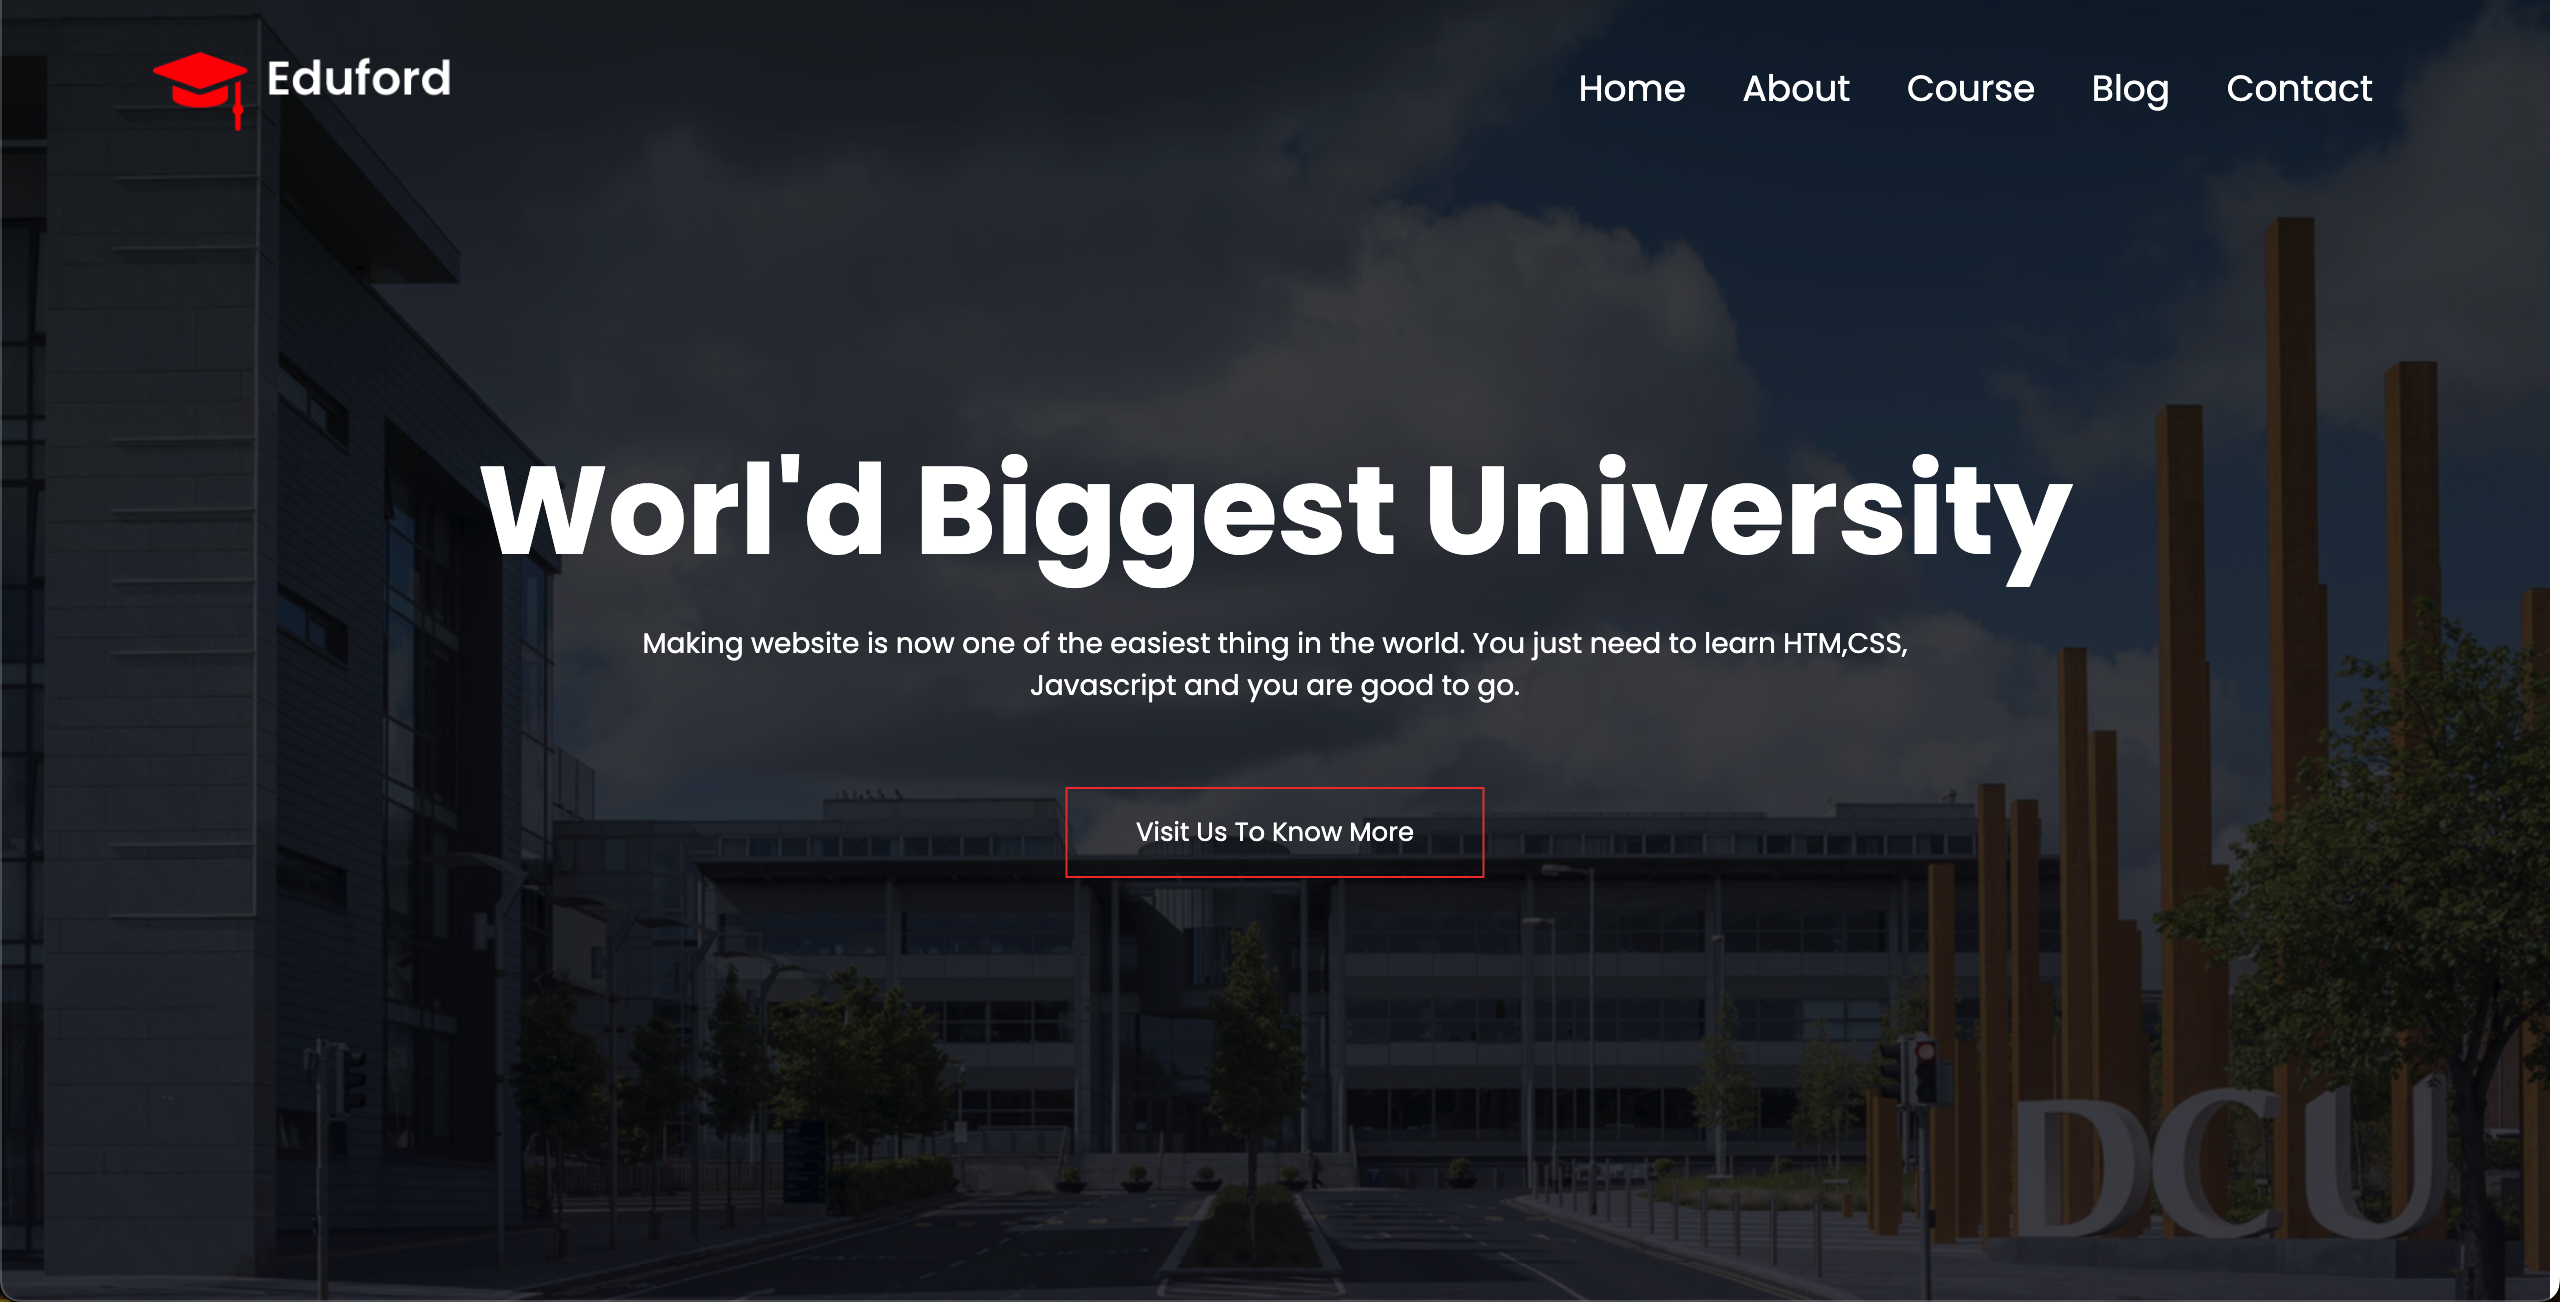 Eduford
Home About Course Blog Contact
Worl'd Biggest University
Making website is now one of the easiest thing in the world. You just need to learn HTM,CSS,
Javascript and you are good to go.
Visit Us To Know More
DCU